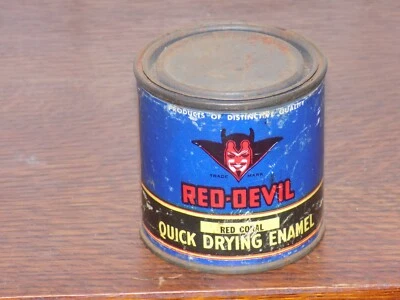 PRODUCTS OF DISTINCTIVE QUALITY
TRADE MARK
RED-DEVIL
RED CORAL
QUICK DRYING ENAMEL